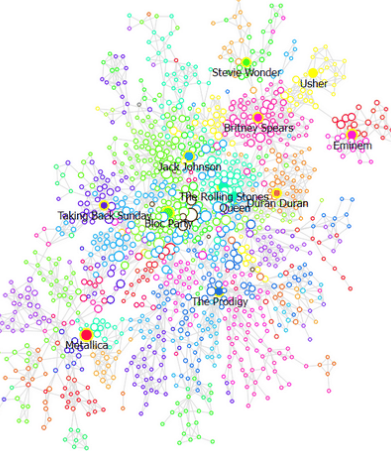 Stevie Wonder
Usher
Britney Spears
Eminem
Jack Johnson
The Rolling Stones
Duran Duran
Queen
Taking Back Sunday
Bloc Party
The Prodigy
Metallica